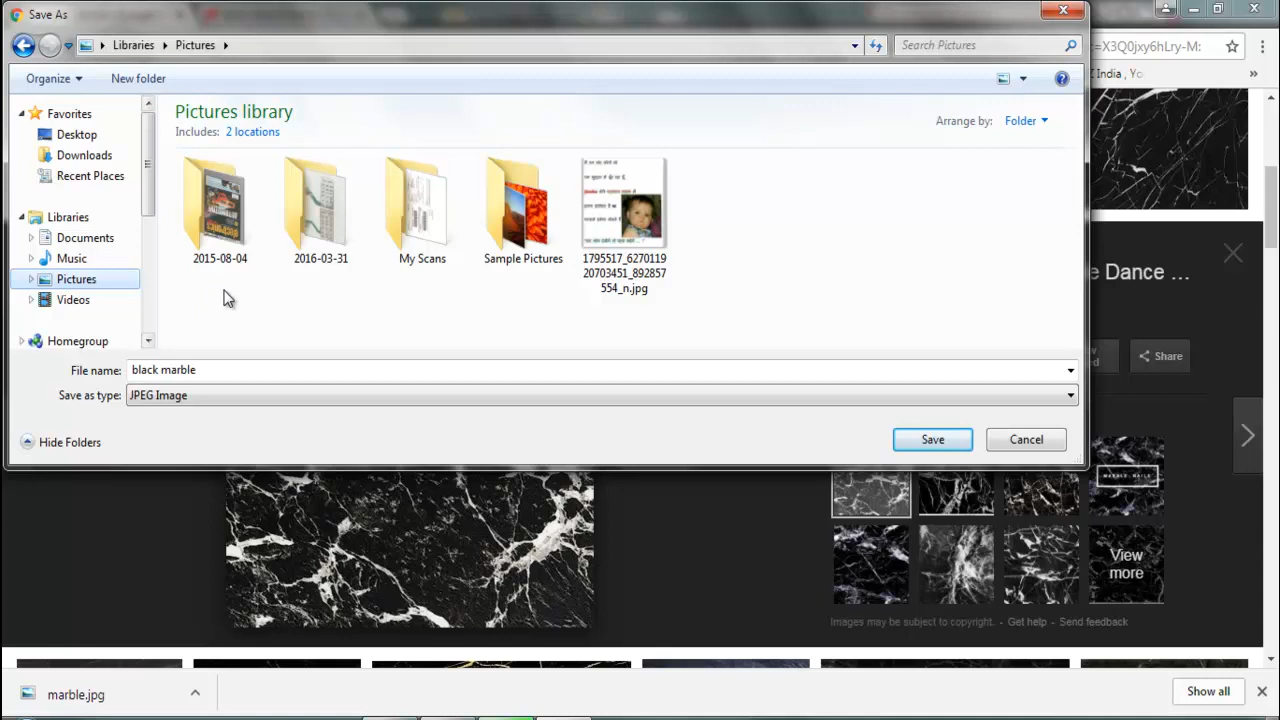 Save As
Libraries
Pictures
Search Pictures
=X3Q0jxy6hLry-M:
Organize
New folder
India , Yo
»
Pictures library
Includes: 2 locations
Arrange by: Folder
Favorites
Desktop
Downloads
Recent Places
Libraries
Documents
Music
Pictures
Videos
Homegroup
2015-08-04
2016-03-31
My Scans
Sample Pictures
1795517_6270119
20703451_892857
554_n.jpg
e Dance ...
Share
File name: black marble
Save as type: JPEG Image
Hide Folders
Save
Cancel
View
more
Images may be subject to copyright. - Get help - Send feedback
marble.jpg
Show all